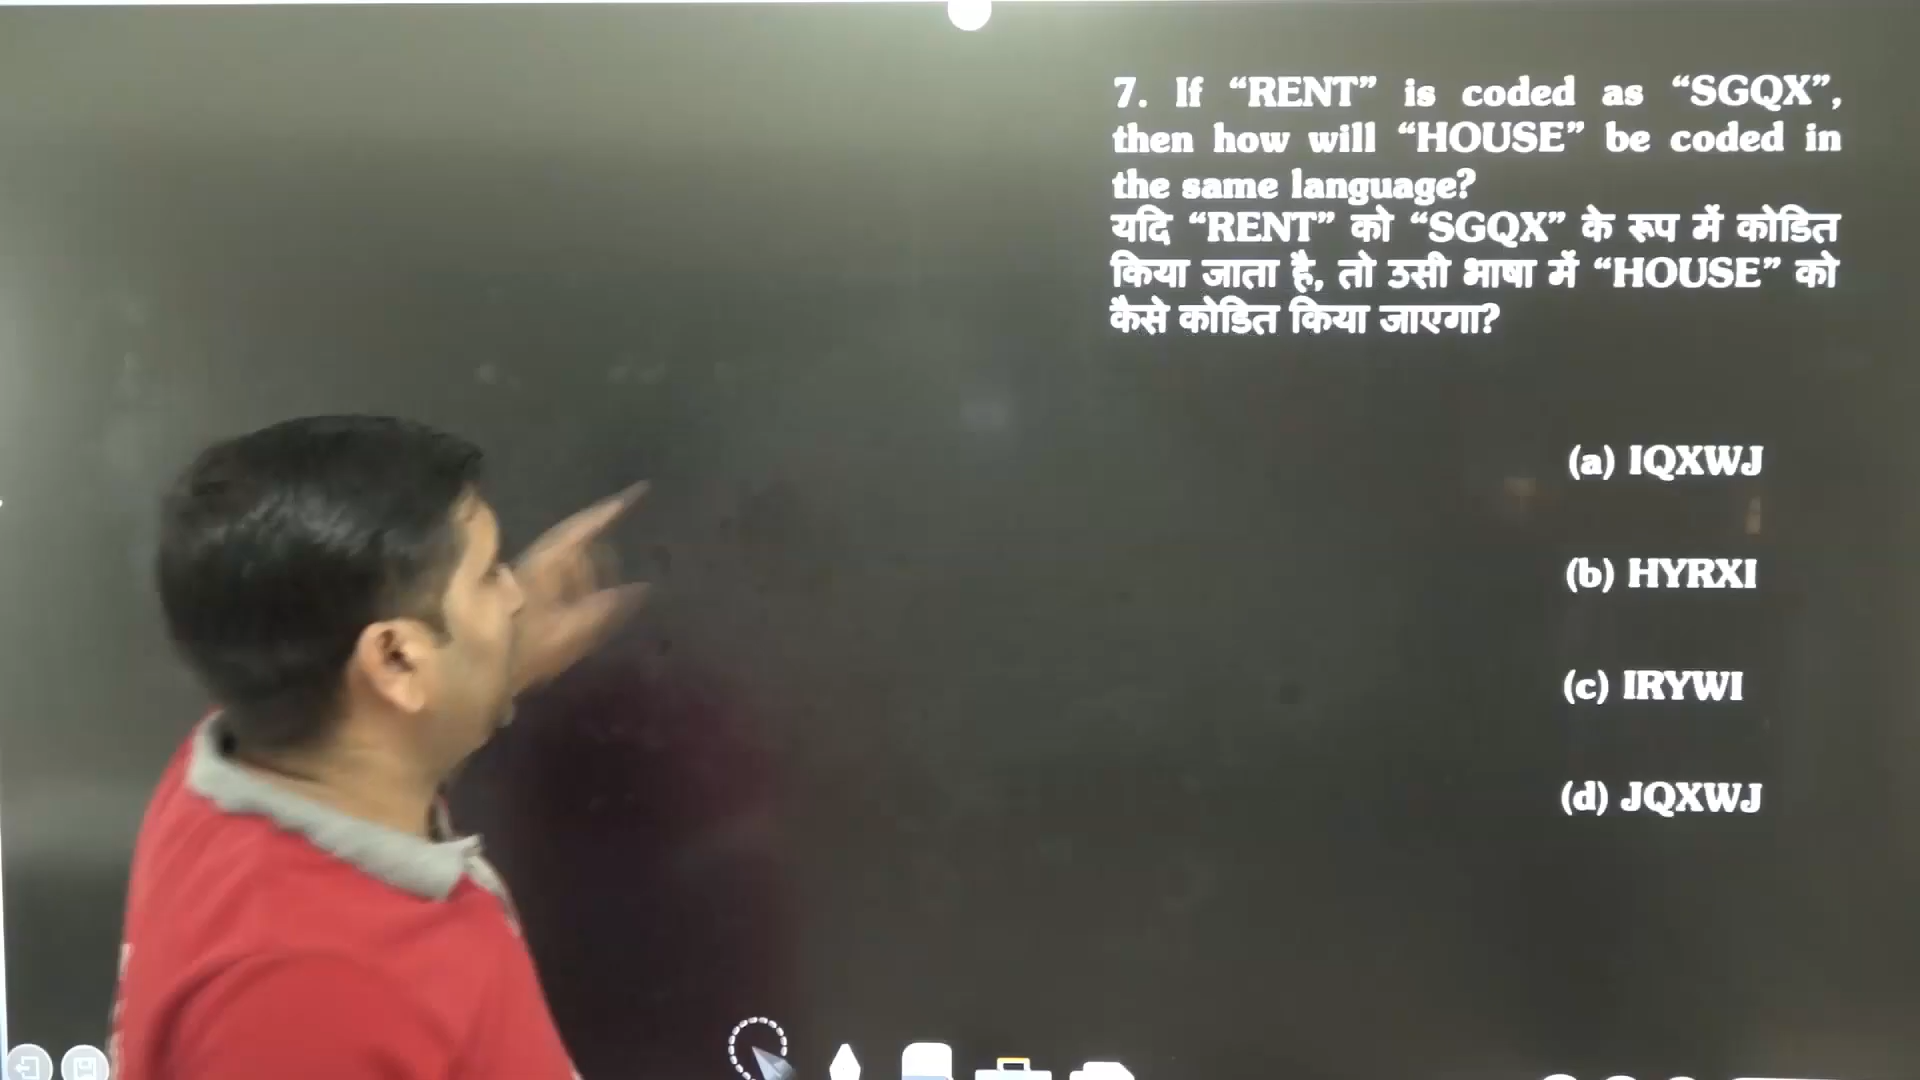 7. If “RENT” is coded as “SGQX”,
then how will “HOUSE” be coded in
the same language?
यदि “RENT” को “SGQX” के रूप में कोडित
किया जाता है, तो उसी भाषा में “HOUSE” को
कैसे कोडित किया जाएगा?
(a) IQXWJ
(b) HYRXI
(c) IRYWI
(d) JQXWJ